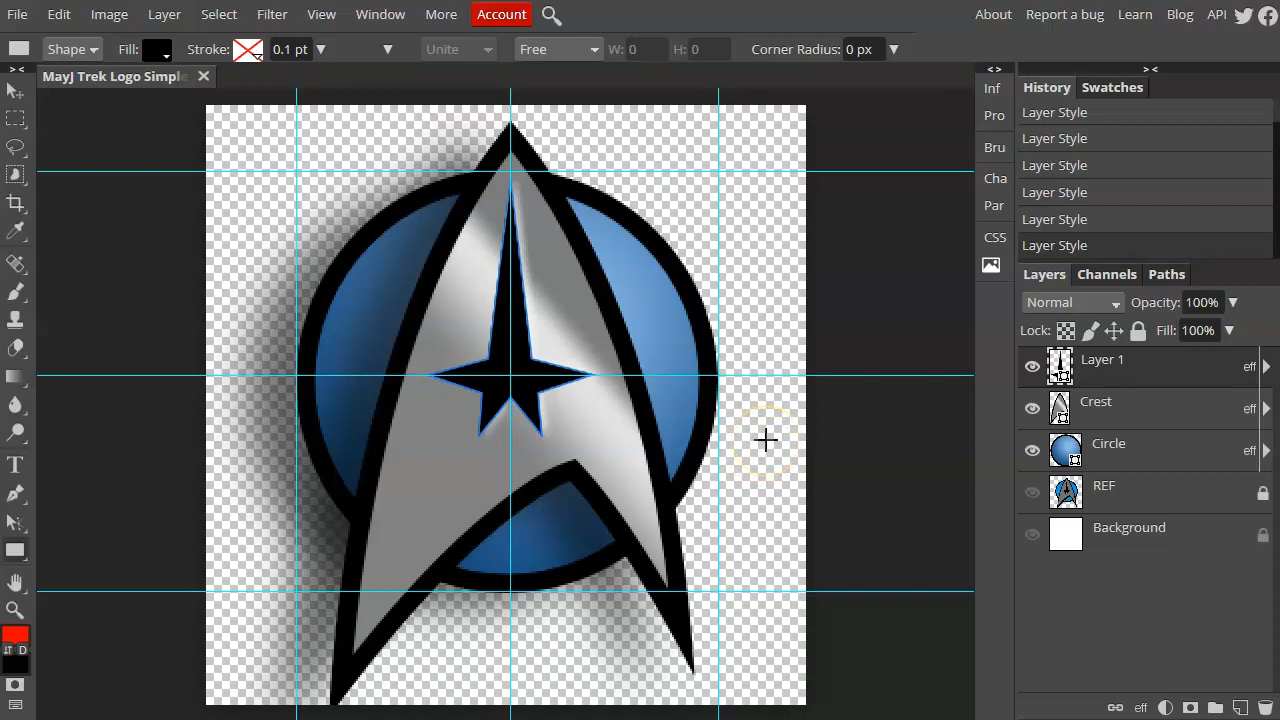 File Edit Image Layer Select Filter View Window More Account About Report a bug Learn Blog API
Shape Fill: Stroke: 0.1 pt Unite Free W: 0 H: 0 Corner Radius: 0 px
> < < > > <
MayJ Trek Logo Simple
Inf
Pro
Bru
Cha
Par
CSS
History Swatches
Layer Style
Layer Style
Layer Style
Layer Style
Layer Style
Layer Style
Layers Channels Paths
Normal Opacity: 100%
Lock: Fill: 100%
Layer 1 eff
Crest eff
Circle eff
REF
Background
T
D
eff